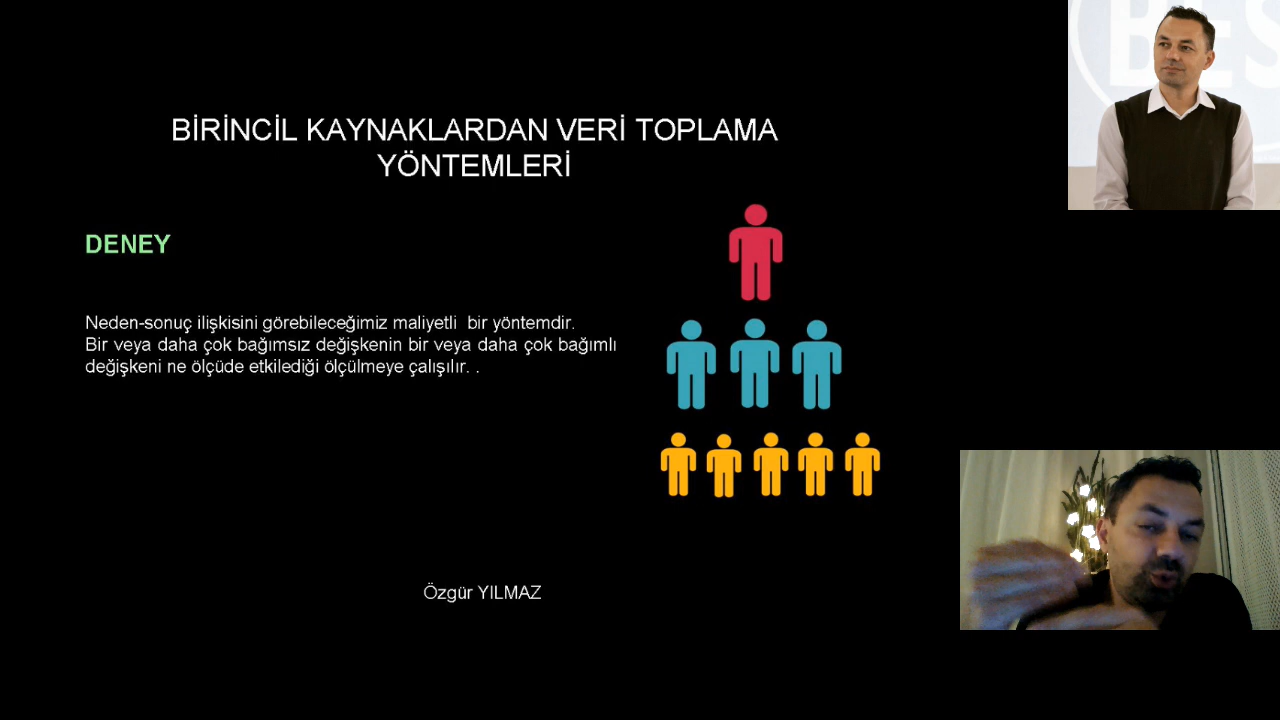 BİRİNCİL KAYNAKLARDAN VERİ TOPLAMA
YÖNTEMLERİ
DENEY
Neden-sonuç ilişkisini görebileceğimiz maliyetli  bir yöntemdir.
Bir veya daha çok bağımsız değişkenin bir veya daha çok bağımlı
değişkeni ne ölçüde etkilediği ölçülmeye çalışılır. .
Özgür YILMAZ